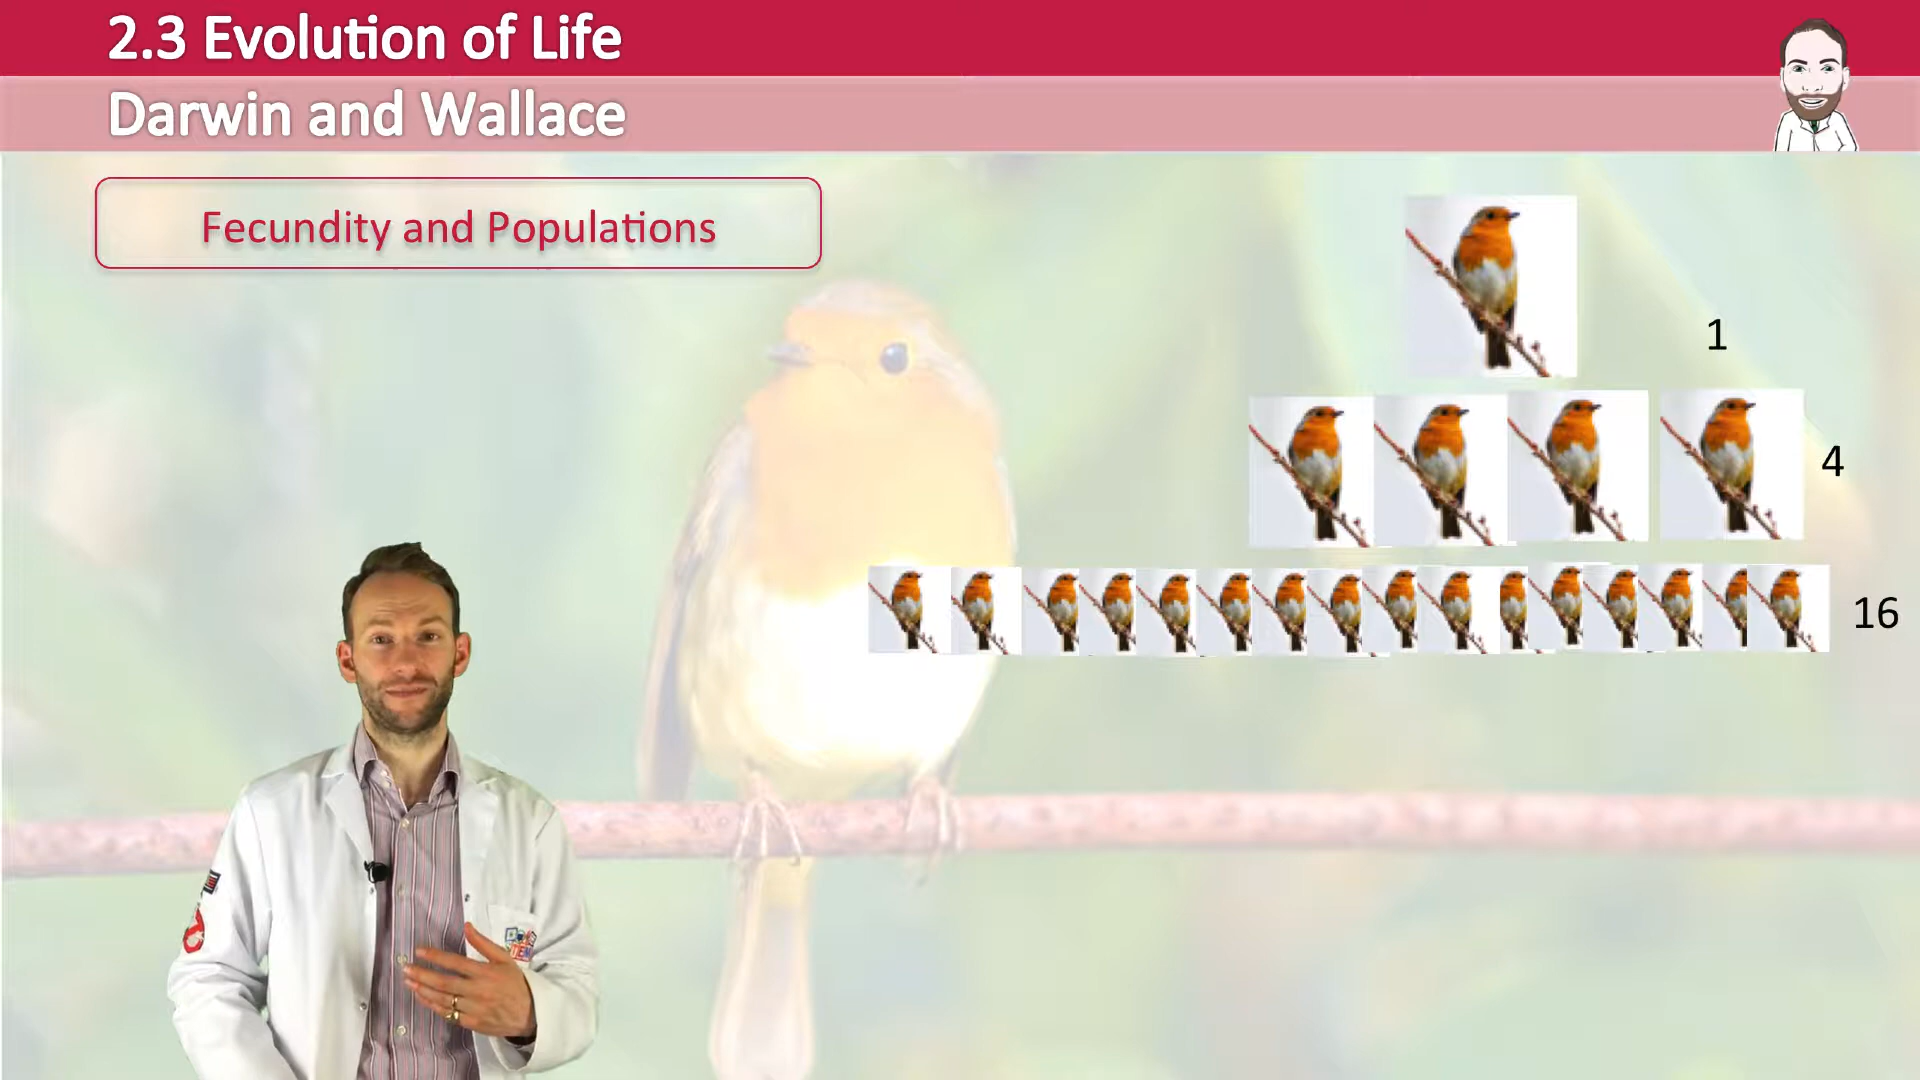 2.3 Evolution of Life
Darwin and Wallace
Fecundity and Populations
1
4
16